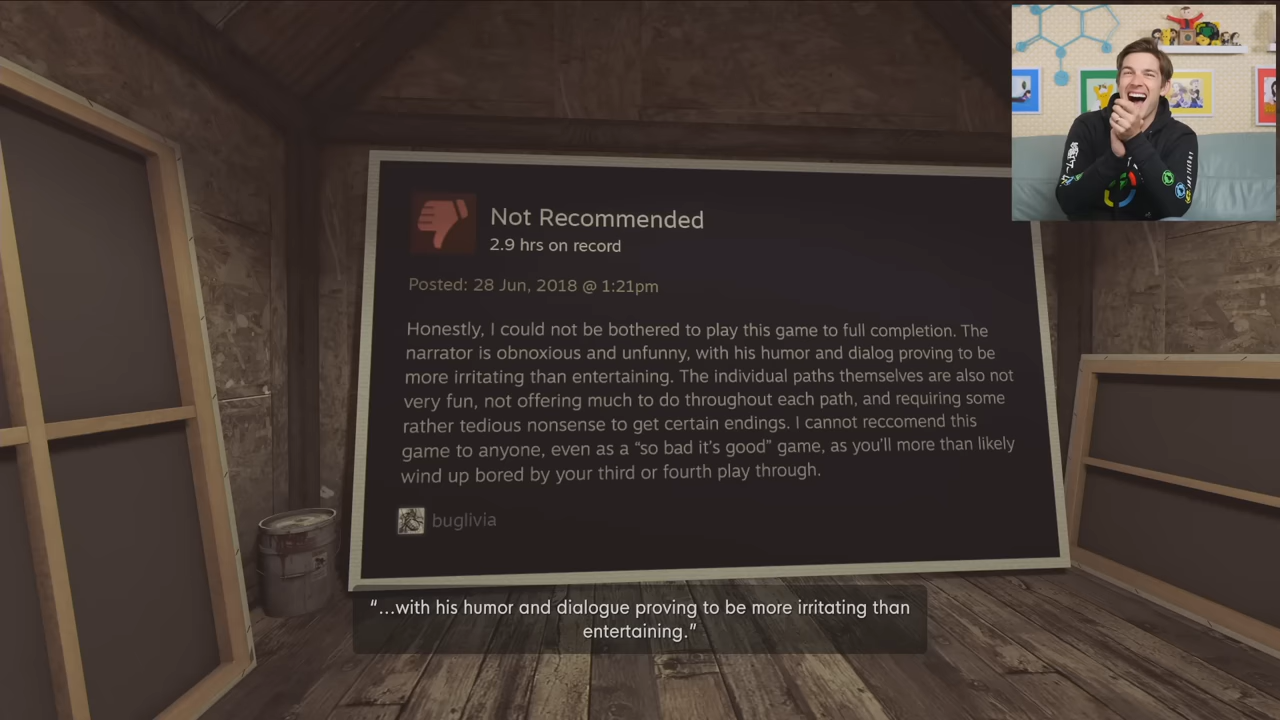 Not Recommended
2.9 hrs on record
Posted: 28 Jun, 2018 @ 1:21pm
Honestly, I could not be bothered to play this game to full completion. The
narrator is obnoxious and unfunny, with his humor and dialog proving to be
more irritating than entertaining. The individual paths themselves are also not
very fun, not offering much to do throughout each path, and requiring some
rather tedious nonsense to get certain endings. I cannot reccomend this
game to anyone, even as a “so bad it’s good” game, as you’ll more than likely
wind up bored by your third or fourth play through.
buglivia
“...with his humor and dialogue proving to be more irritating than
entertaining.”